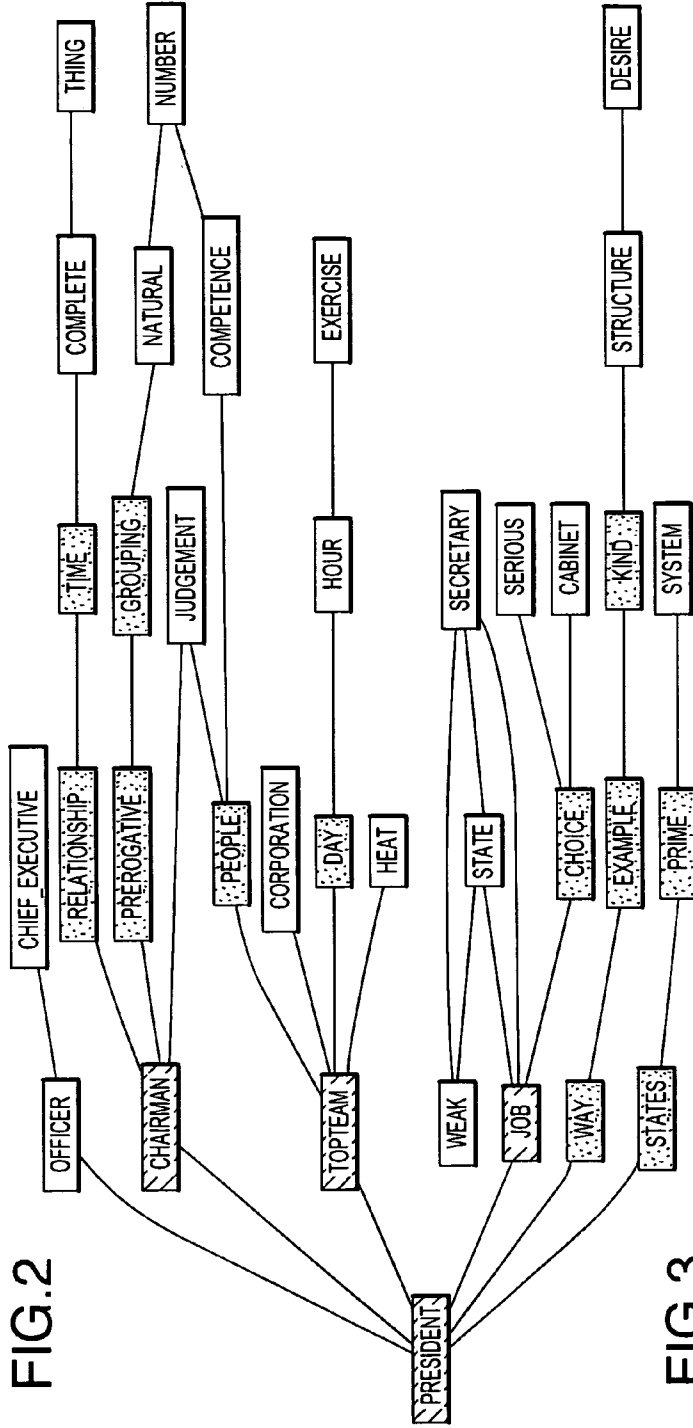 FIG.2
PRESIDENT
OFFICER
CHAIRMAN
TOPTEAM
WEAK
JOB
WAY
STATES
CHIEF_EXECUTIVE
RELATIONSHIP
PREROGATIVE
PEOPLE
CORPORATION
DAY
HEAT
STATE
CHOICE
EXAMPLE
PRIME
TIME
GROUPING
JUDGEMENT
HOUR
SECRETARY
SERIOUS
CABINET
KIND
SYSTEM
COMPLETE
NATURAL
COMPETENCE
EXERCISE
STRUCTURE
THING
NUMBER
DESIRE
FIG.3